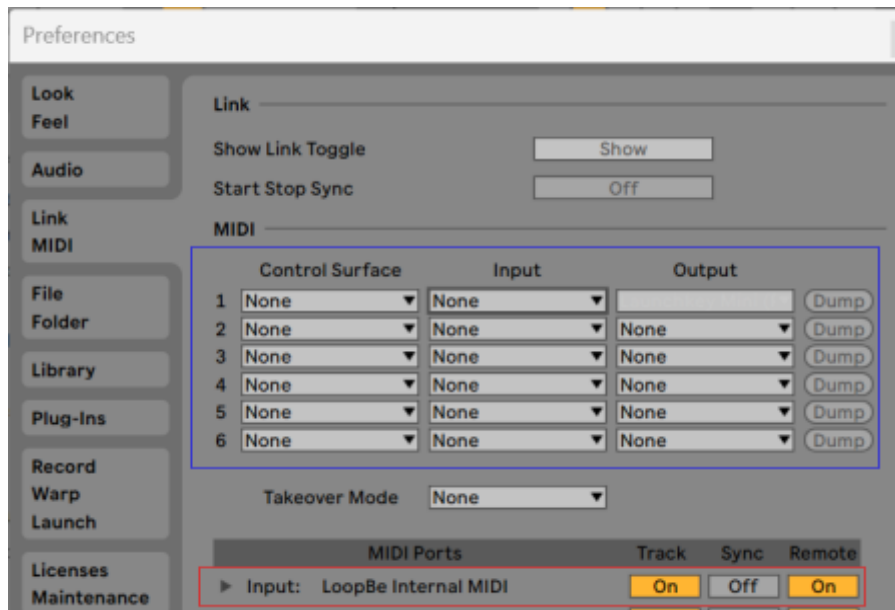 Preferences
Look
Feel
Audio
Link
MIDI
File
Folder
Library
Plug-Ins
Record
Warp
Launch
Licenses
Maintenance
Link
Show Link Toggle Show
Start Stop Sync Off
MIDI
Control Surface Input Output
1 None None Dump
2 None None None Dump
3 None None None Dump
4 None None None Dump
5 None None None Dump
6 None None None Dump
Takeover Mode None
MIDI Ports Track Sync Remote
Input: LoopBe Internal MIDI On Off On